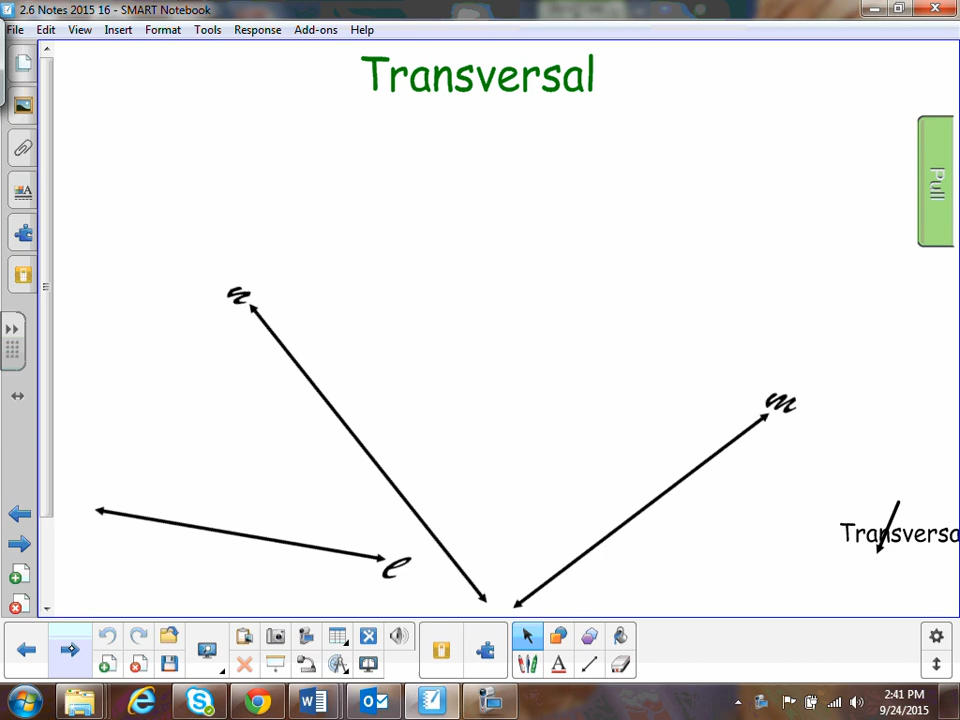 2.6 Notes 2015 16 - SMART Notebook
File Edit View Insert Format Tools Response Add-ons Help
Transversal
Pull
n
m
Transversa
l
2:41 PM
9/24/2015